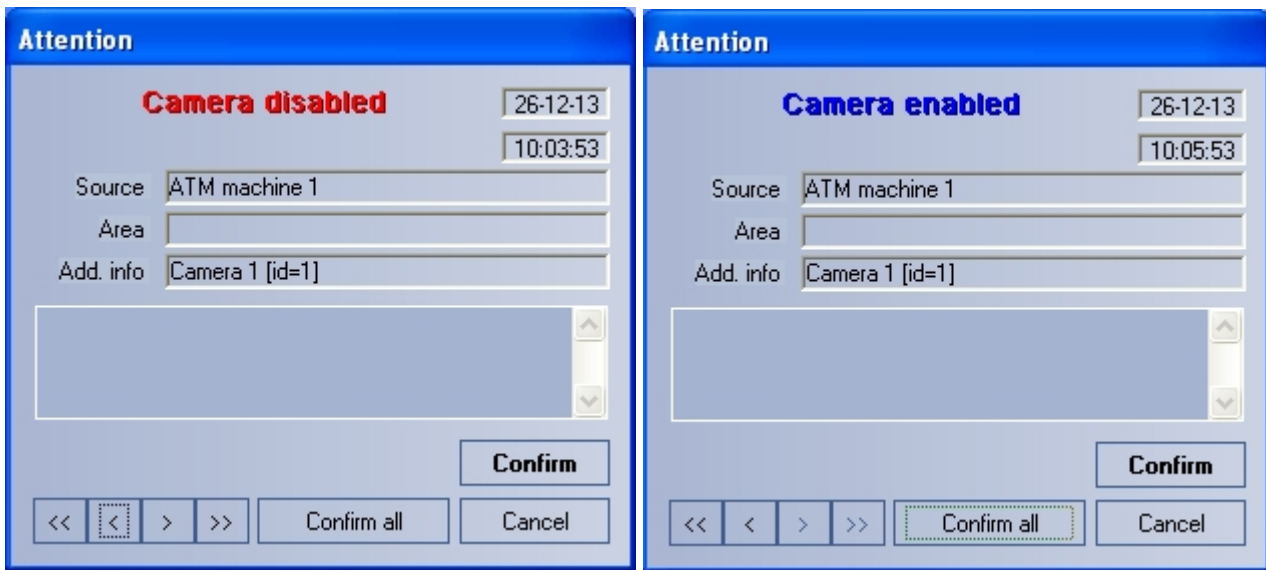 Attention
Camera disabled
26-12-13
10:03:53
Source ATM machine 1
Area
Add. info Camera 1 [id=1]
Confirm
<< < > >> Confirm all Cancel
Attention
Camera enabled
26-12-13
10:05:53
Source ATM machine 1
Area
Add. info Camera 1 [id=1]
Confirm
<< < > >> Confirm all Cancel